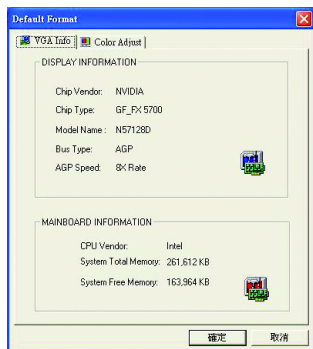 Default Format
VGA Info
Color Adjust
DISPLAY INFORMATION
Chip Vendor: NVIDIA
Chip Type: GF_FX 5700
Model Name : N57128D
Bus Type: AGP
AGP Speed: 8X Rate
MAINBOARD INFORMATION
CPU Vendor: Intel
System Total Memory: 261,612 KB
System Free Memory: 163,964 KB
確定
取消